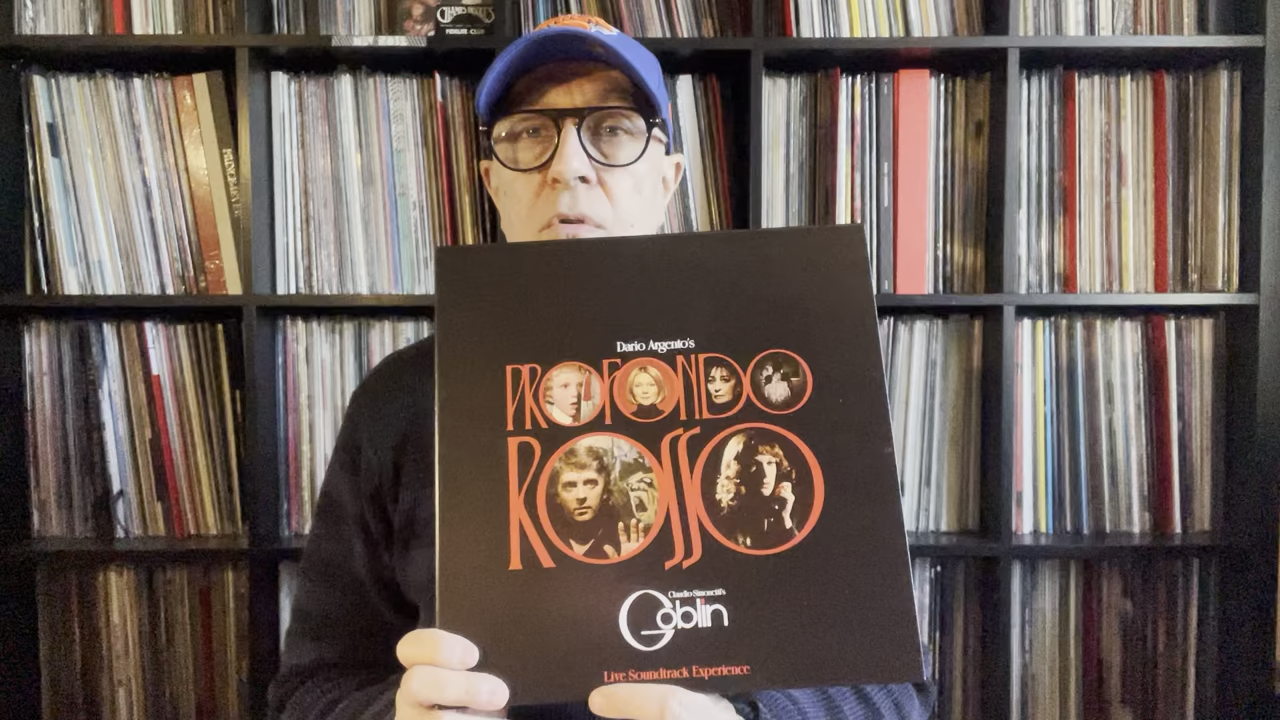 Dario Argento's
PROFONDO
ROSSO
Claudio Simonetti's
Goblin
Live Soundtrack Experience